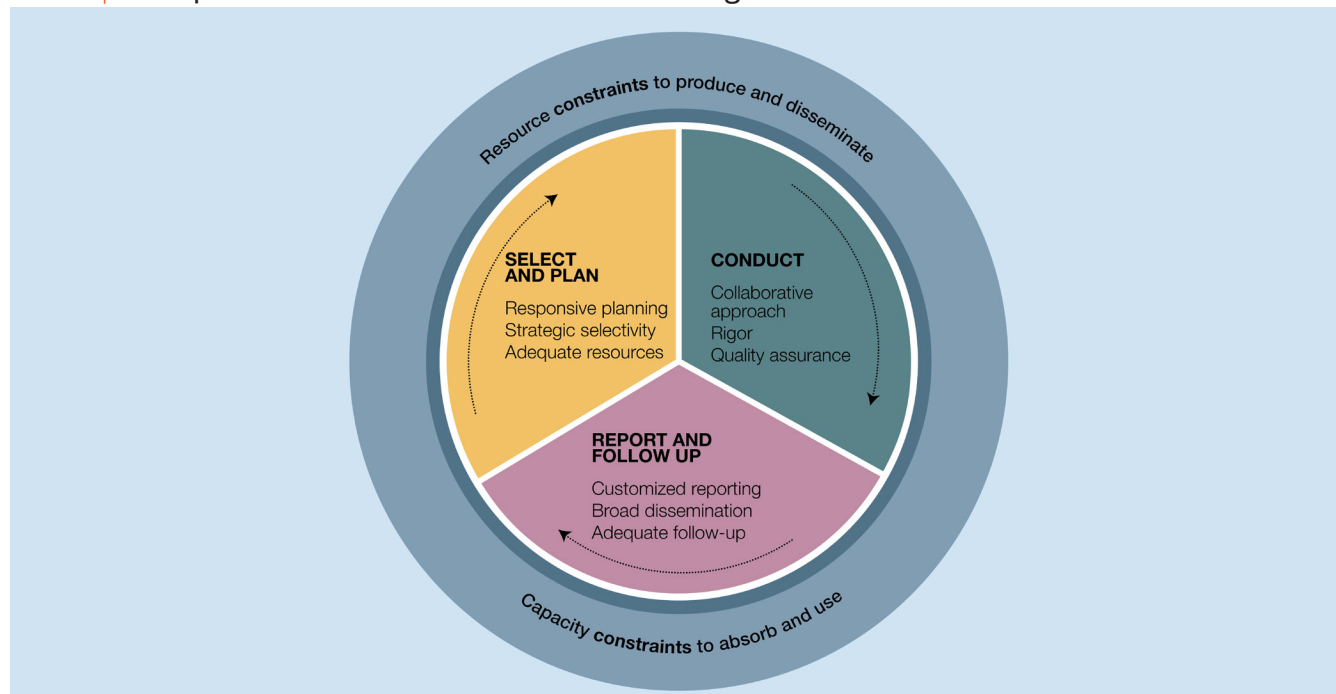 Resource constraints to produce and disseminate
SELECT
AND PLAN
Responsive planning
Strategic selectivity
Adequate resources
CONDUCT
Collaborative
approach
Rigor
Quality assurance
REPORT AND
FOLLOW UP
Customized reporting
Broad dissemination
Adequate follow-up
Capacity constraints to absorb and use